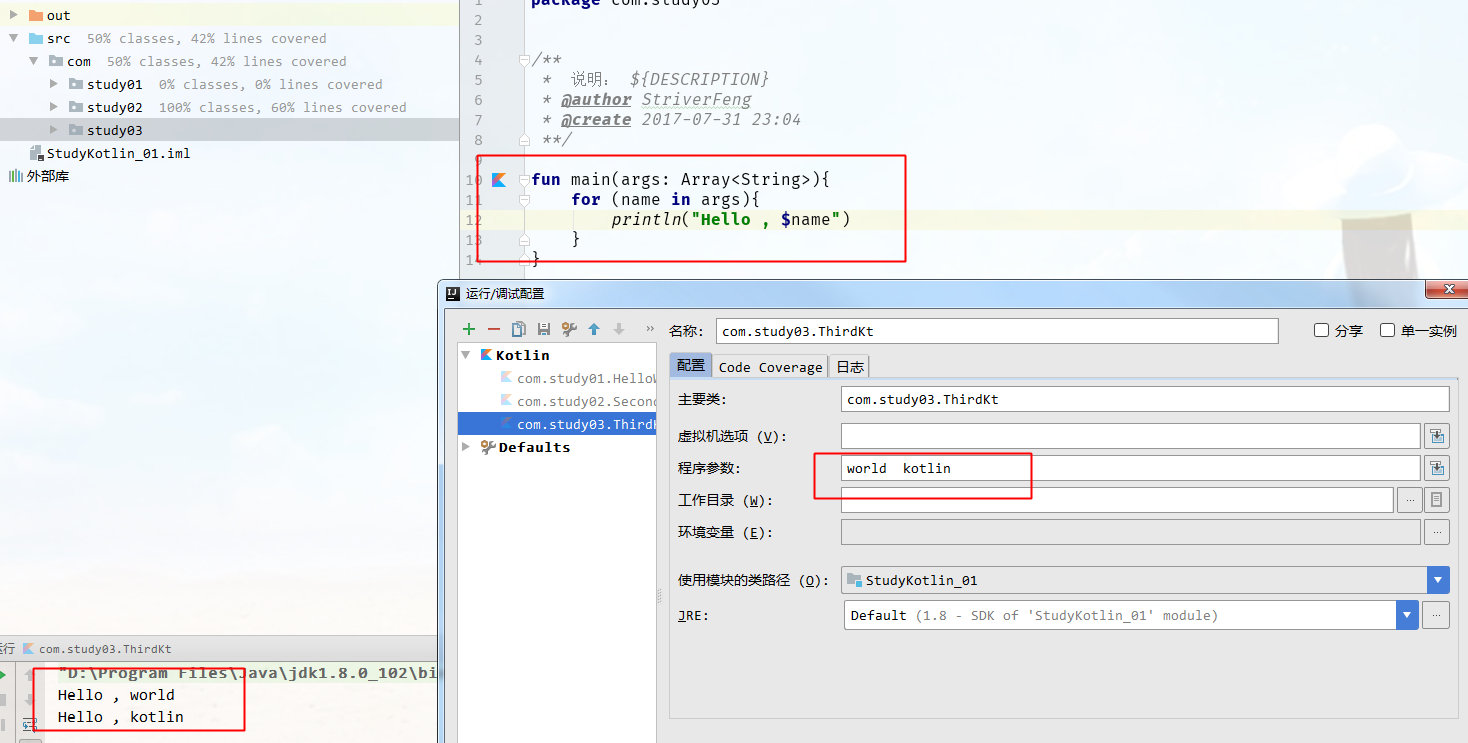 out
src 50% classes, 42% lines covered
com 50% classes, 42% lines covered
study01 0% classes, 0% lines covered
study02 100% classes, 60% lines covered
study03
StudyKotlin_01.iml
外部库
1 package com.study03
2
3
4 /**
5 * 说明： ${DESCRIPTION}
6 * @author StriverFeng
7 * @create 2017-07-31 23:04
8 **/
9
10 fun main(args: Array<String>){
11 for (name in args){
12 println("Hello , $name")
13 }
14 }
运行/调试配置
»
名称: com.study03.ThirdKt 分享 单一实例
Kotlin
com.study01.HelloW
com.study02.Secon
com.study03.ThirdK
Defaults
配置 Code Coverage 日志
主要类: com.study03.ThirdKt
虚拟机选项 (V):
程序参数: world kotlin
工作目录 (W): ...
环境变量 (E): ...
使用模块的类路径 (O): StudyKotlin_01
JRE: Default (1.8 - SDK of 'StudyKotlin_01' module) ...
运行 com.study03.ThirdKt
"D:\Program Files\Java\jdk1.8.0_102\bi
Hello , world
Hello , kotlin